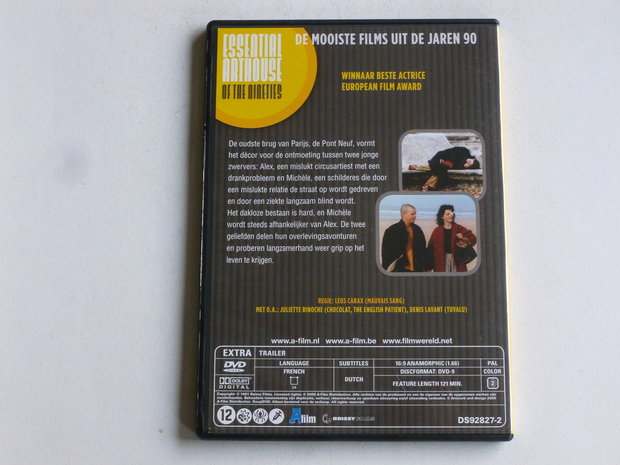 ESSENTIAL
ARTHOUSE
OF THE NINETIES
DE MOOISTE FILMS UIT DE JAREN 90
WINNAAR BESTE ACTRICE
EUROPEAN FILM AWARD
De oudste brug van Parijs, de Pont Neuf, vormt
het décor voor de ontmoeting tussen twee jonge
zwervers: Alex, een mislukt circusartiest met een
drankprobleem en Michèle, een schilderes die door
een mislukte relatie de straat op wordt gedreven
en door een ziekte langzaam blind wordt.
Het dakloze bestaan is hard, en Michèle
wordt steeds afhankelijker van Alex. De twee
geliefden delen hun overlevingsavonturen
en proberen langzamerhand weer grip op het
leven te krijgen.
REGIE: LEOS CARAX (MAUVAIS SANG)
MET O.A.: JULIETTE BINOCHE (CHOCOLAT, THE ENGLISH PATIENT), DENIS LAVANT (TUVALU)
www.a-film.nl www.a-film.be www.filmwereld.net
EXTRA TRAILER
DVD VIDEO LANGUAGE SUBTITLES 16:9 ANAMORPHIC (1.66) PAL
FRENCH DISCFORMAT: DVD-9 COLOR
DOLBY DIGITAL DUTCH FEATURE LENGTH 121 MIN. 2
12 Afilm ROISSYFILMS DS92827-2